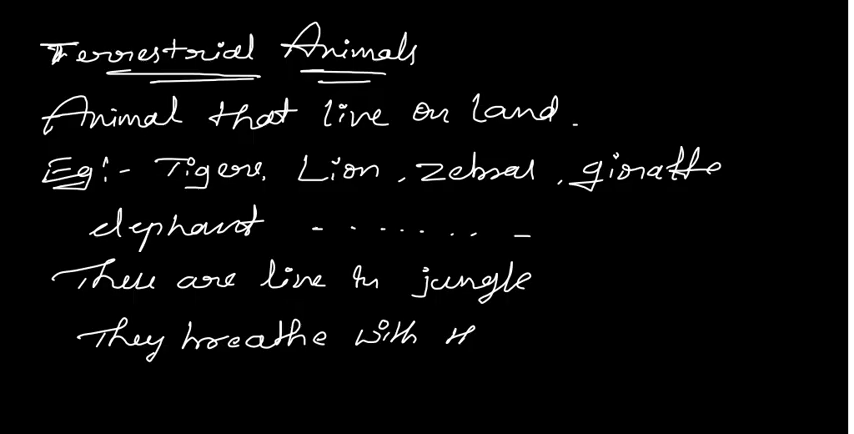 Terrestrial Animals
Animal that live on land.
Eg:- Tiger, Lion, zebra, giraffe
elephant - ....... -
These are live in jungle
They breathe with